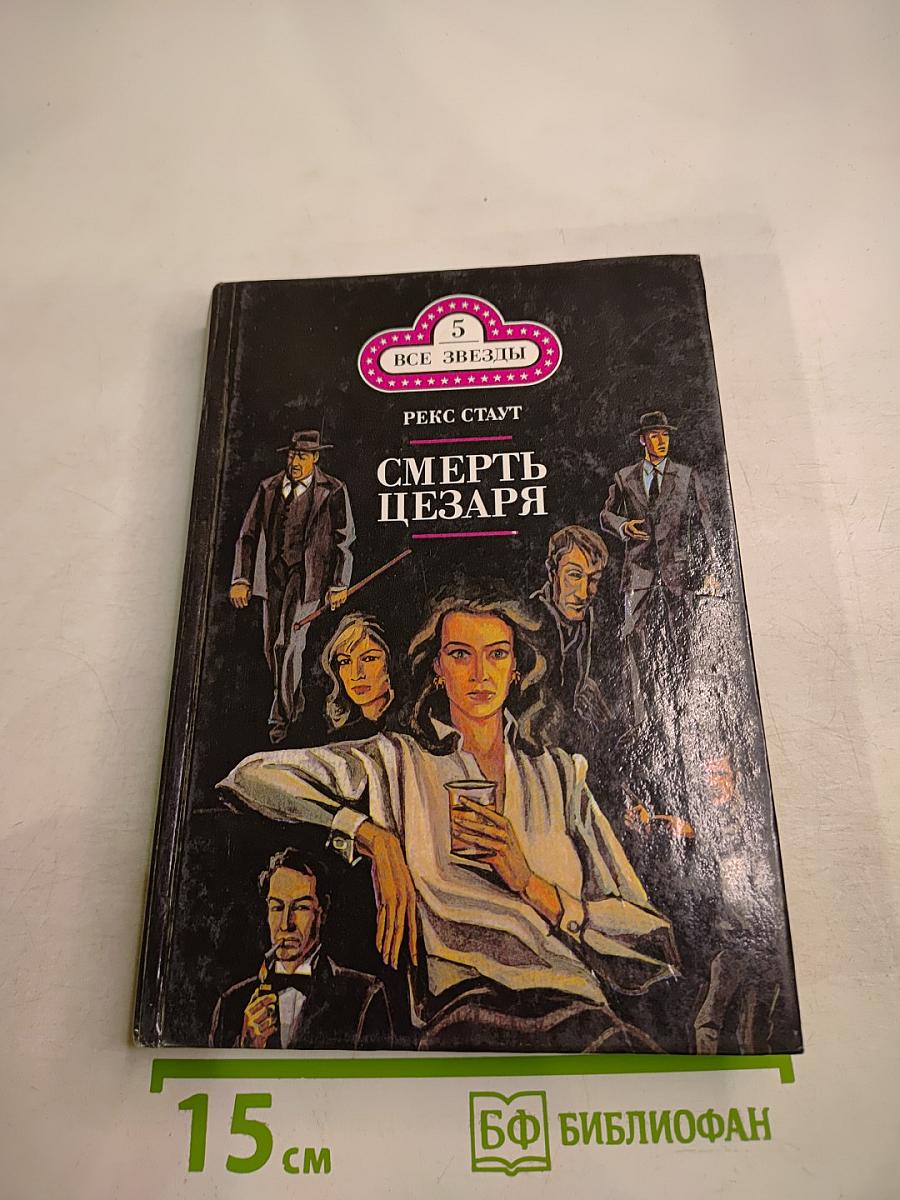 5
ВСЕ ЗВЕЗДЫ
РЕКС СТАУТ
СМЕРТЬ
ЦЕЗАРЯ
15 см
БФ БИБЛИОФАН